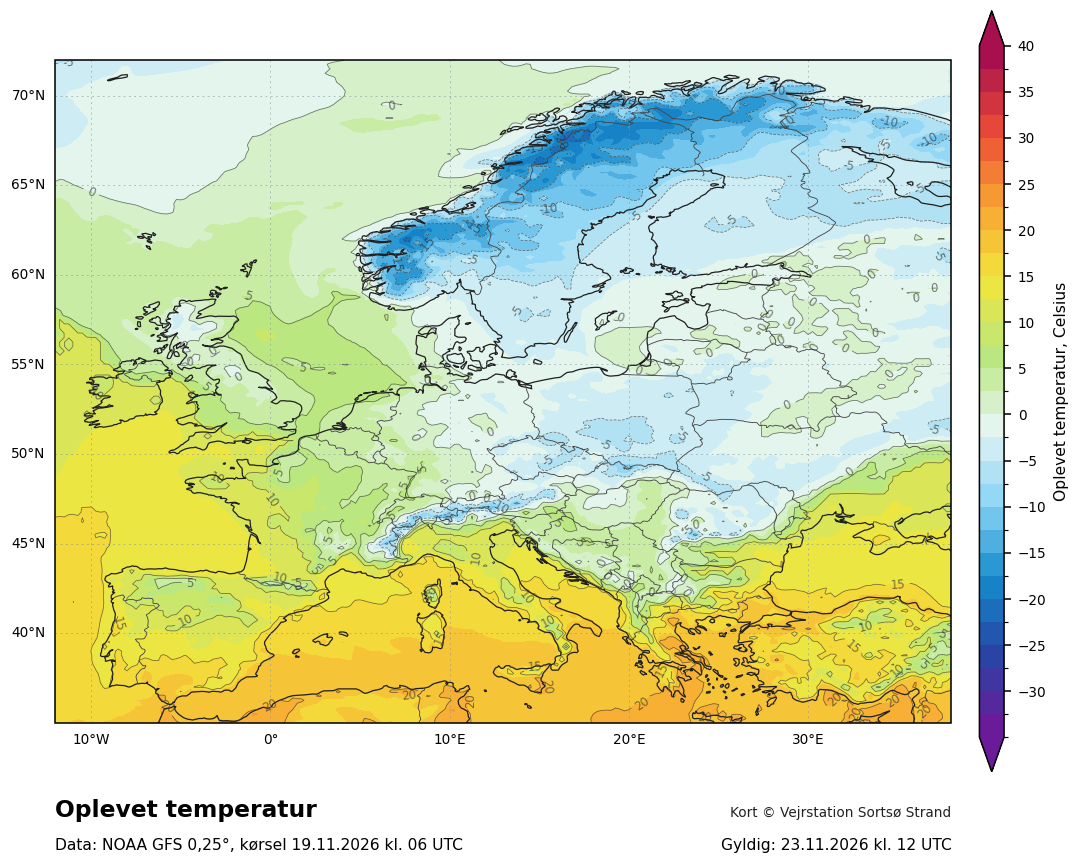 70°N
65°N
60°N
55°N
50°N
45°N
40°N
10°W
0°
10°E
20°E
30°E
40
35
30
25
20
15
10
5
0
−5
−10
−15
−20
−25
−30
Oplevet temperatur, Celsius
Oplevet temperatur
Kort © Vejrstation Sortsø Strand
Data: NOAA GFS 0,25°, kørsel 19.11.2026 kl. 06 UTC
Gyldig: 23.11.2026 kl. 12 UTC